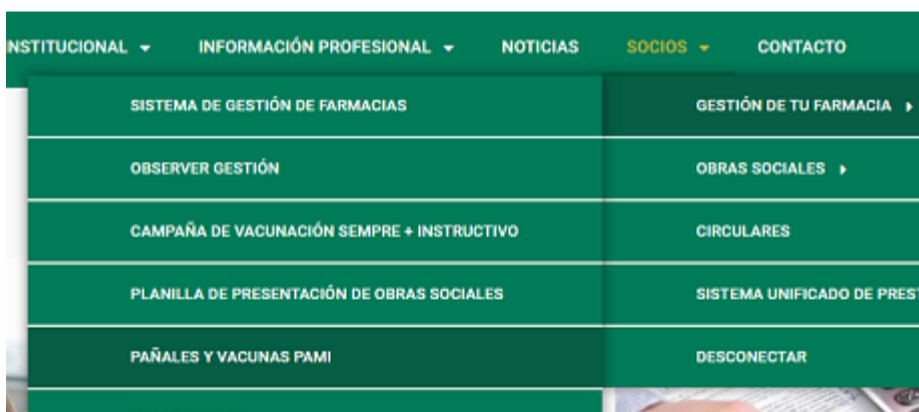 INSTITUCIONAL INFORMACIÓN PROFESIONAL NOTICIAS SOCIOS CONTACTO
SISTEMA DE GESTIÓN DE FARMACIAS
OBSERVER GESTIÓN
CAMPAÑA DE VACUNACIÓN SEMPRE + INSTRUCTIVO
PLANILLA DE PRESENTACIÓN DE OBRAS SOCIALES
PAÑALES Y VACUNAS PAMI
GESTIÓN DE TU FARMACIA
OBRAS SOCIALES
CIRCULARES
SISTEMA UNIFICADO DE PREST
DESCONECTAR